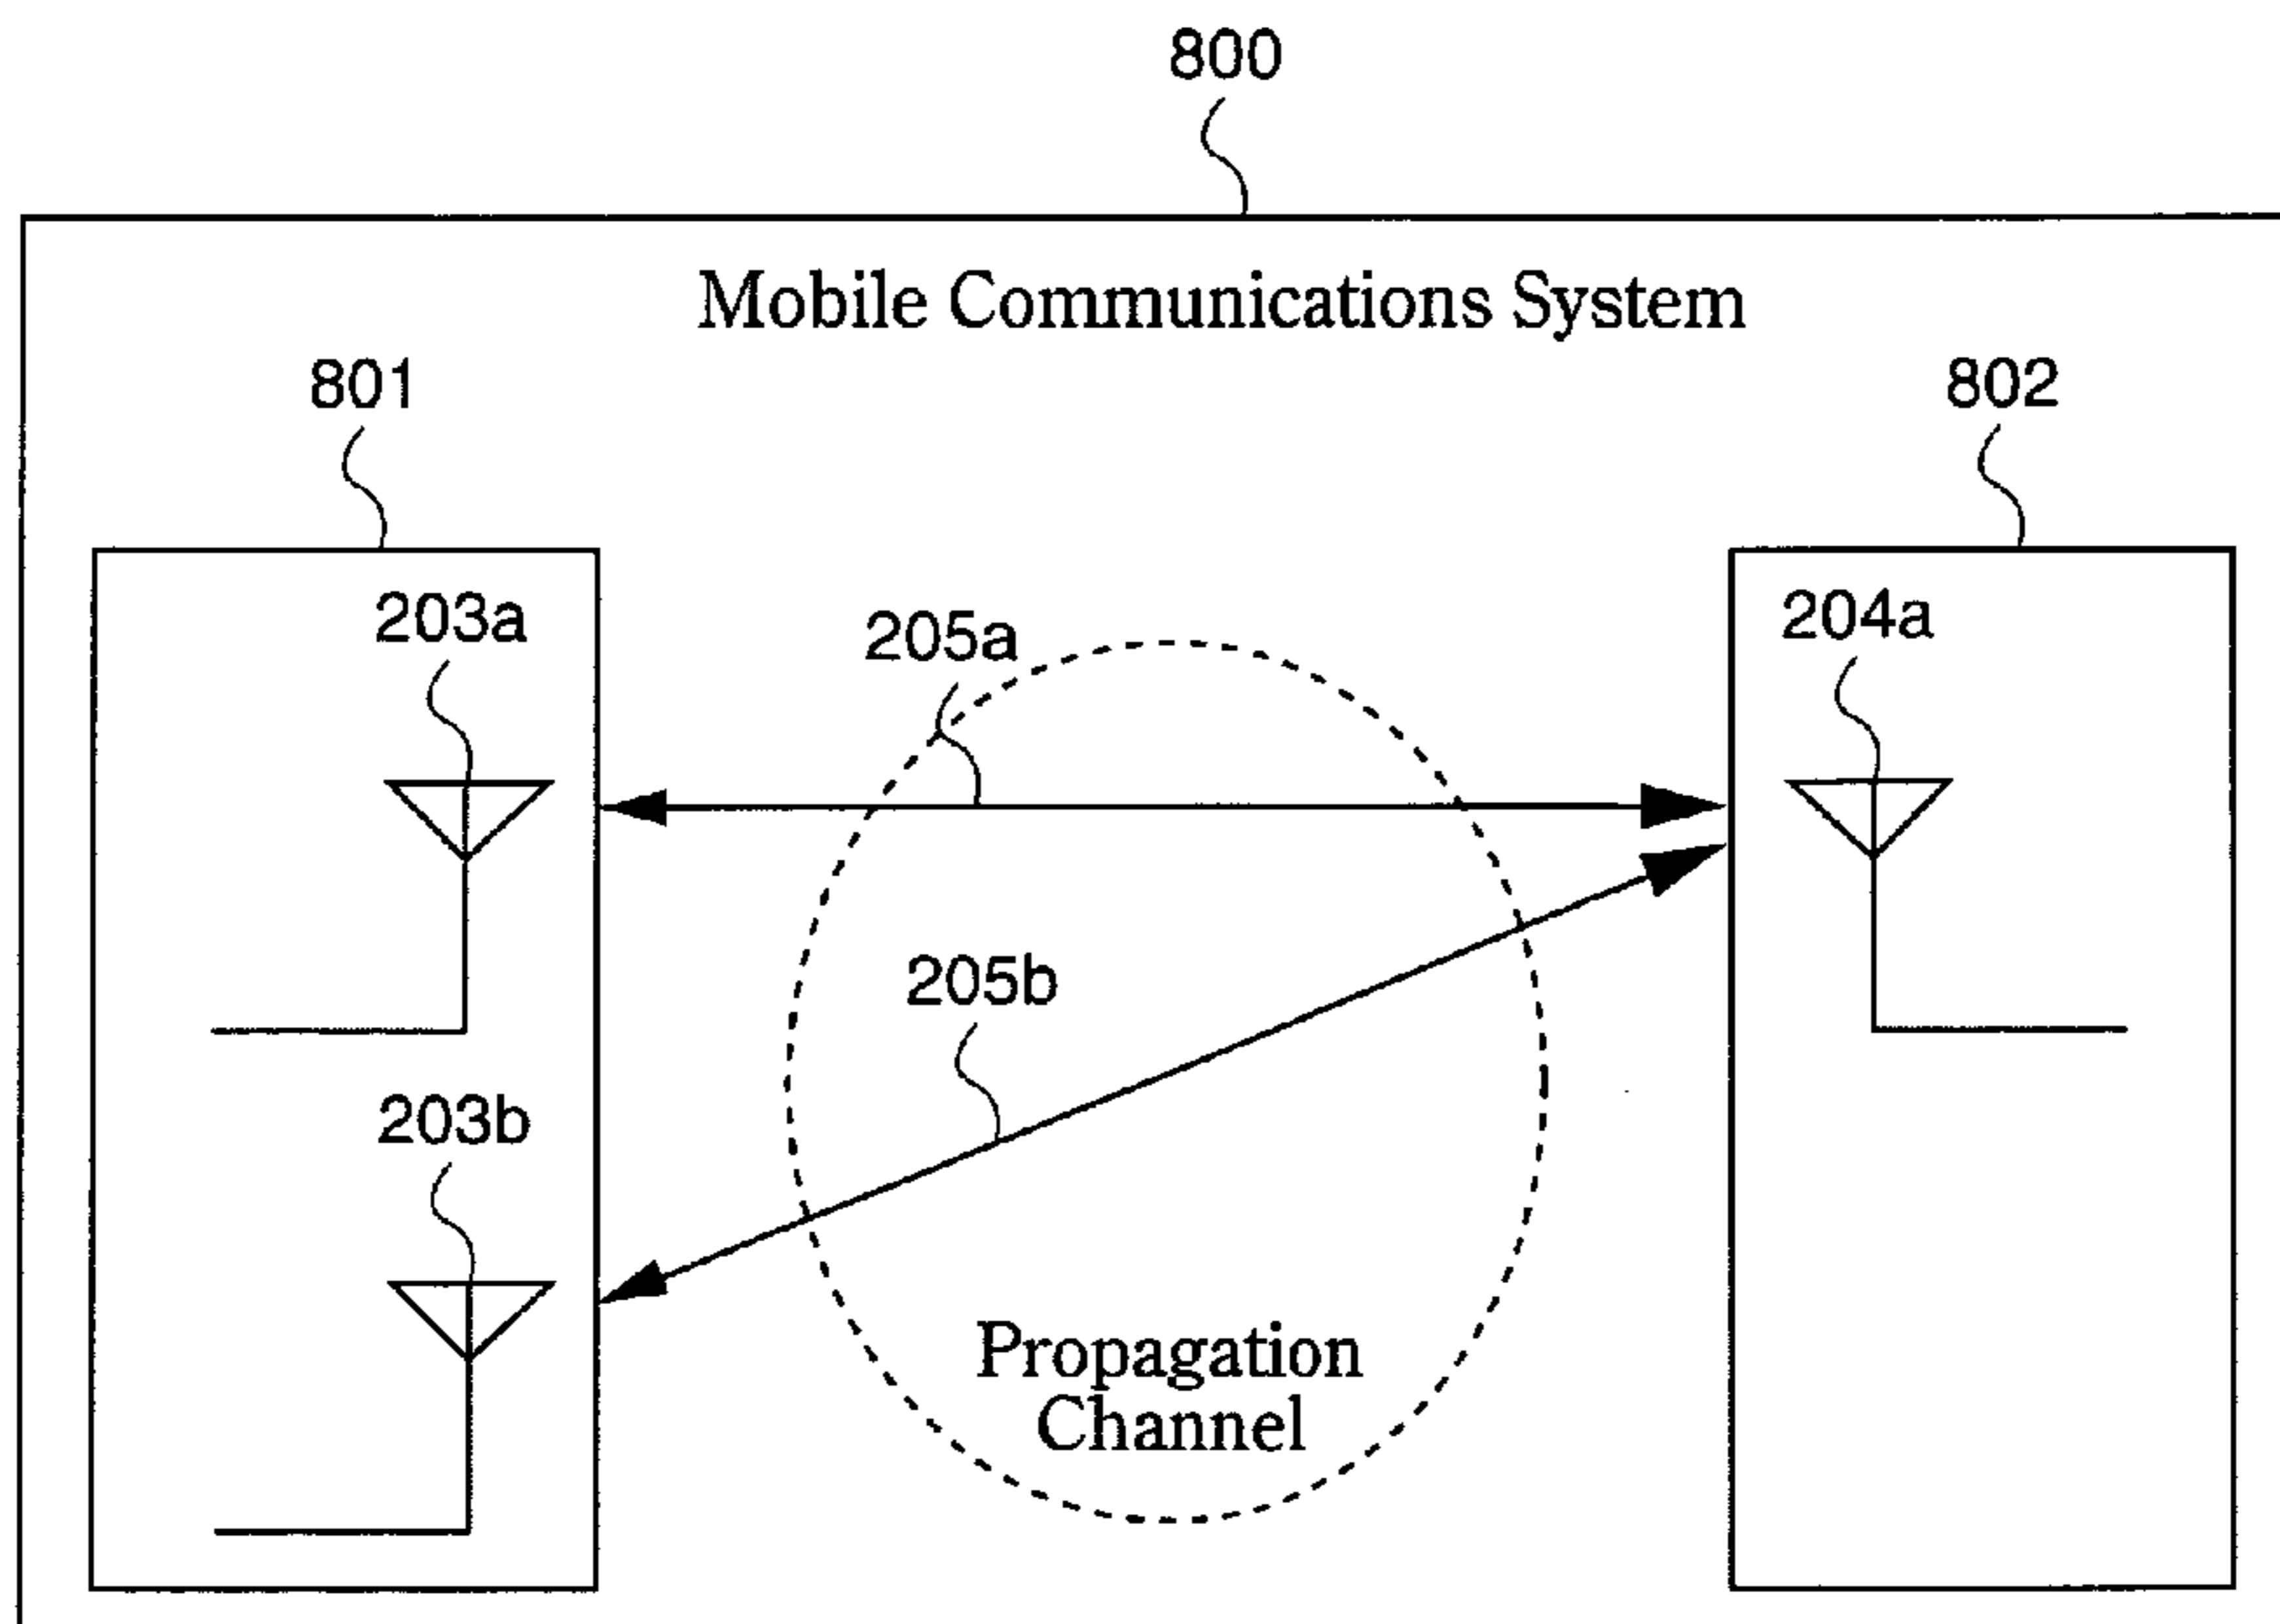 800
Mobile Communications System
801
802
203a
205a
204a
205b
203b
Propagation
Channel